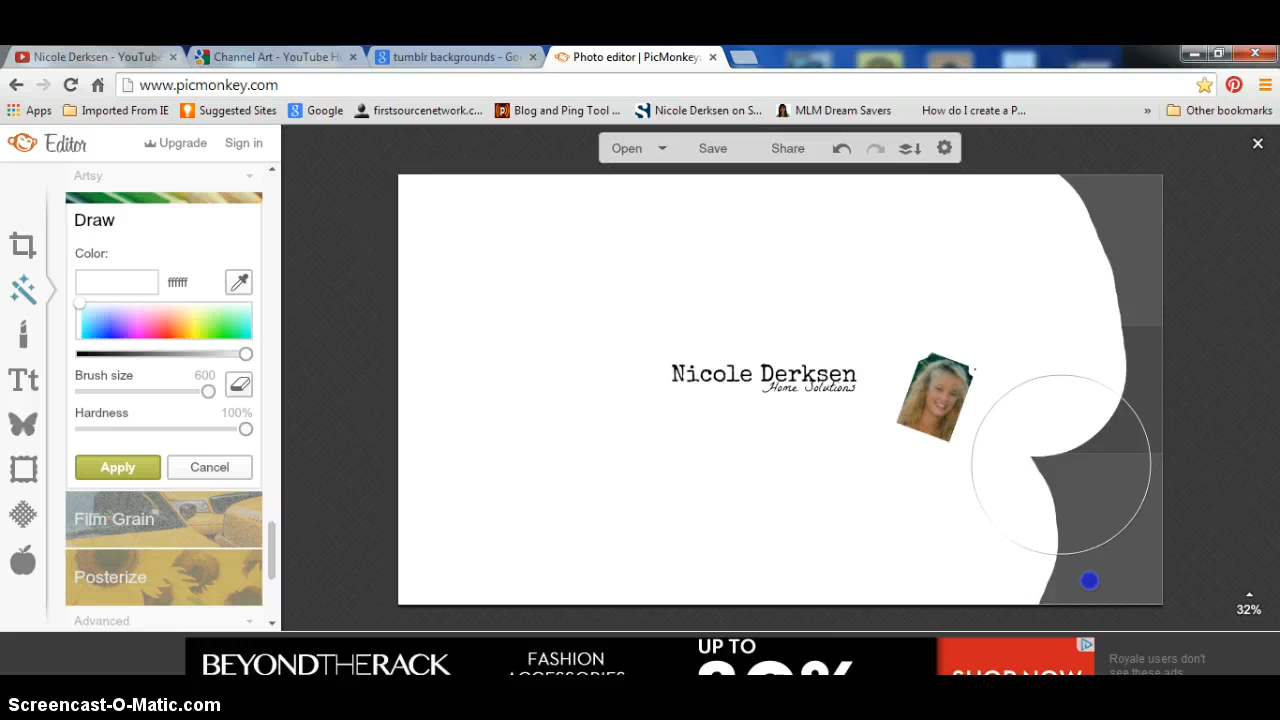 Nicole Derksen - YouTube
Channel Art - YouTube H
tumblr backgrounds - Go
Photo editor | PicMonkey:
www.picmonkey.com
Apps
Imported From IE
Suggested Sites
Google
firstsourcenetwork.c...
Blog and Ping Tool ...
Nicole Derksen on S...
MLM Dream Savers
How do I create a P...
»
Other bookmarks
Editor
Upgrade
Sign in
Open
Save
Share
Artsy
Draw
Color:
ffffff
Brush size 600
Hardness 100%
Apply
Cancel
Film Grain
Posterize
Advanced
Nicole Derksen
Home Solutions
32%
BEYONDTHERACK
FASHION
ACCESSORIES
UP TO
SHOP NOW
Royale users don't
see these ads
Screencast-O-Matic.com